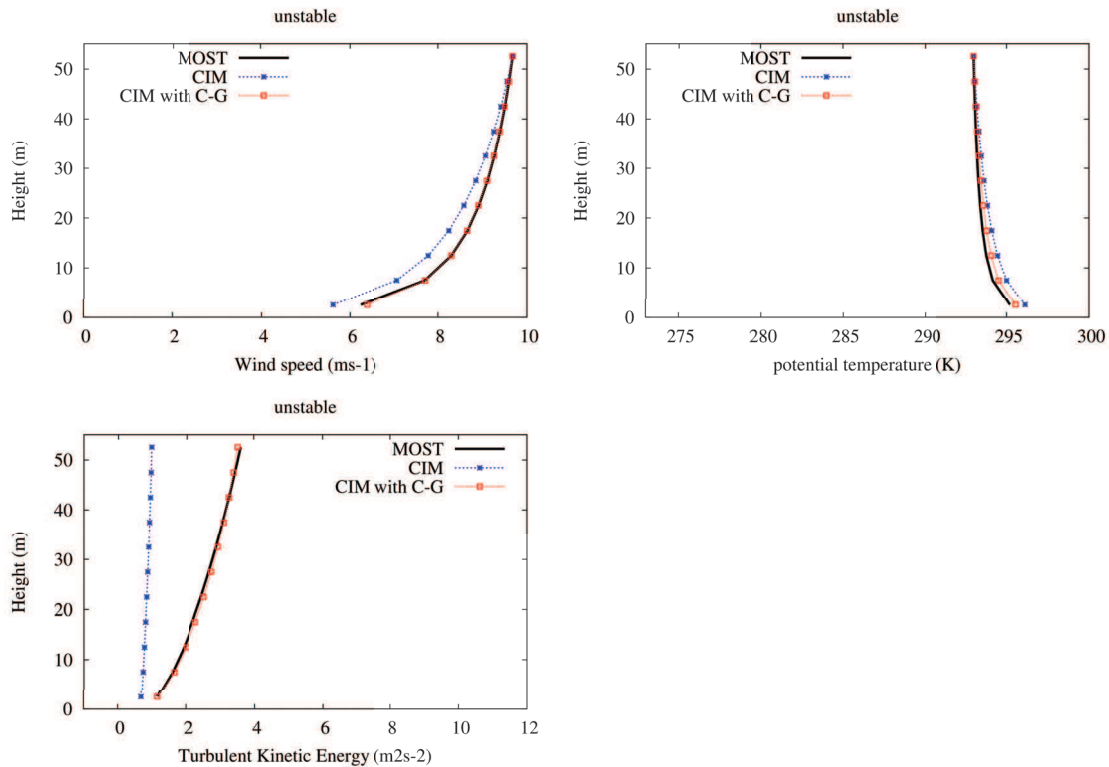 unstable
MOST
CIM
CIM with C-G
Height (m)
50
40
30
20
10
0
0 2 4 6 8 10
Wind speed (ms-1)
unstable
MOST
CIM
CIM with C-G
Height (m)
50
40
30
20
10
0
275 280 285 290 295 300
potential temperature (K)
unstable
MOST
CIM
CIM with C-G
Height (m)
50
40
30
20
10
0
0 2 4 6 8 10 12
Turbulent Kinetic Energy (m2s-2)